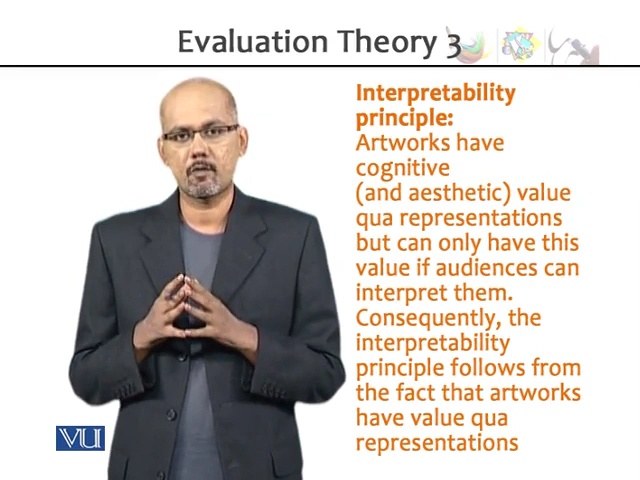 Evaluation Theory 3
Interpretability
principle:
Artworks have
cognitive
(and aesthetic) value
qua representations
but can only have this
value if audiences can
interpret them.
Consequently, the
interpretability
principle follows from
the fact that artworks
have value qua
representations
VU